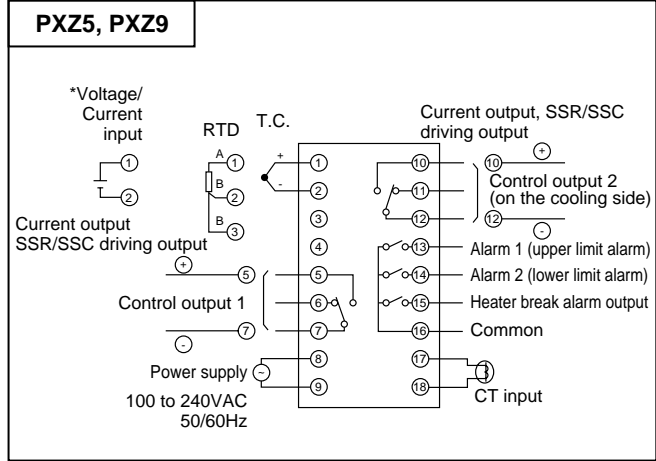 PXZ5, PXZ9
*Voltage/
Current
input
RTD
T.C.
Current output, SSR/SSC
driving output
1
2
A
1
B
2
B
3
+
-
1
2
3
4
5
6
7
8
9
10
11
12
13
14
15
16
17
18
10
+
Control output 2
(on the cooling side)
12
-
Current output
SSR/SSC driving output
+
5
Control output 1
7
-
Alarm 1 (upper limit alarm)
Alarm 2 (lower limit alarm)
Heater break alarm output
Common
Power supply
~
100 to 240VAC
50/60Hz
CT input